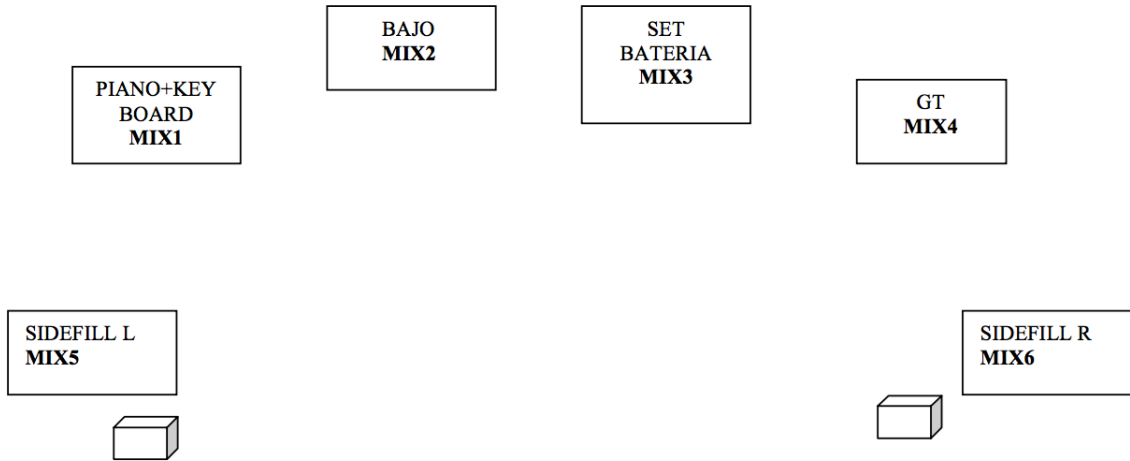 BAJO
MIX2
SET
BATERIA
MIX3
PIANO+KEY
BOARD
MIX1
GT
MIX4
SIDEFILL L
MIX5
SIDEFILL R
MIX6